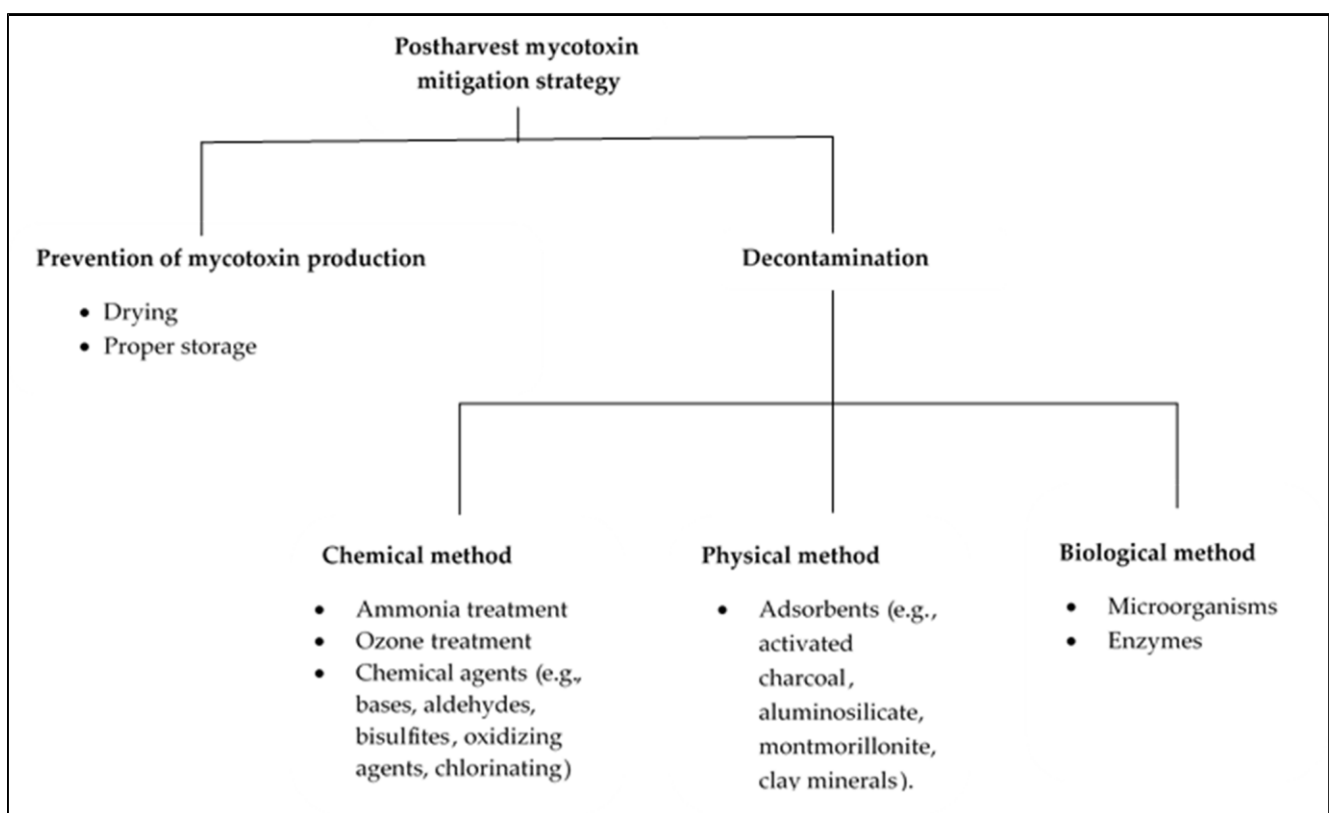 Postharvest mycotoxin
mitigation strategy
Prevention of mycotoxin production
• Drying
• Proper storage
Decontamination
Chemical method
• Ammonia treatment
• Ozone treatment
• Chemical agents (e.g.,
bases, aldehydes,
bisulfites, oxidizing
agents, chlorinating)
Physical method
• Adsorbents (e.g.,
activated
charcoal,
aluminosilicate,
montmorillonite,
clay minerals).
Biological method
• Microorganisms
• Enzymes